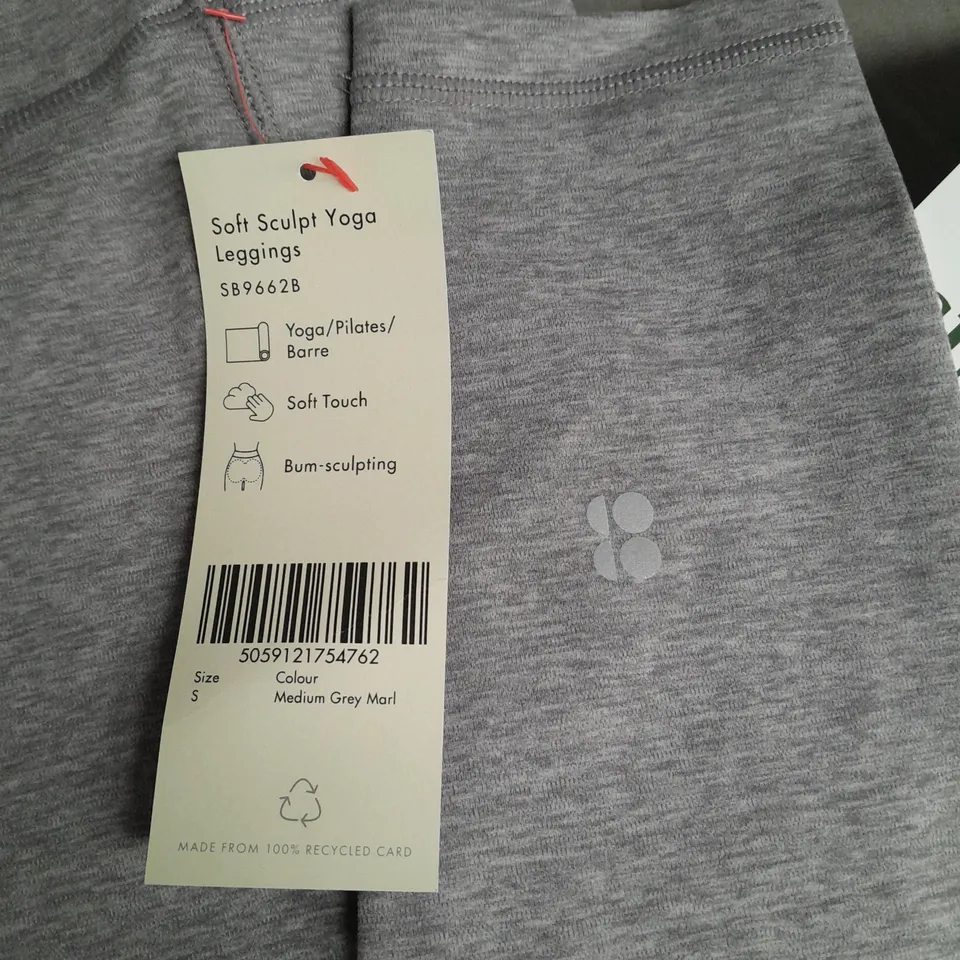 Soft Sculpt Yoga
Leggings
SB9662B
Yoga/Pilates/
Barre
Soft Touch
Bum-sculpting
5059121754762
Size Colour
S Medium Grey Marl
MADE FROM 100% RECYCLED CARD